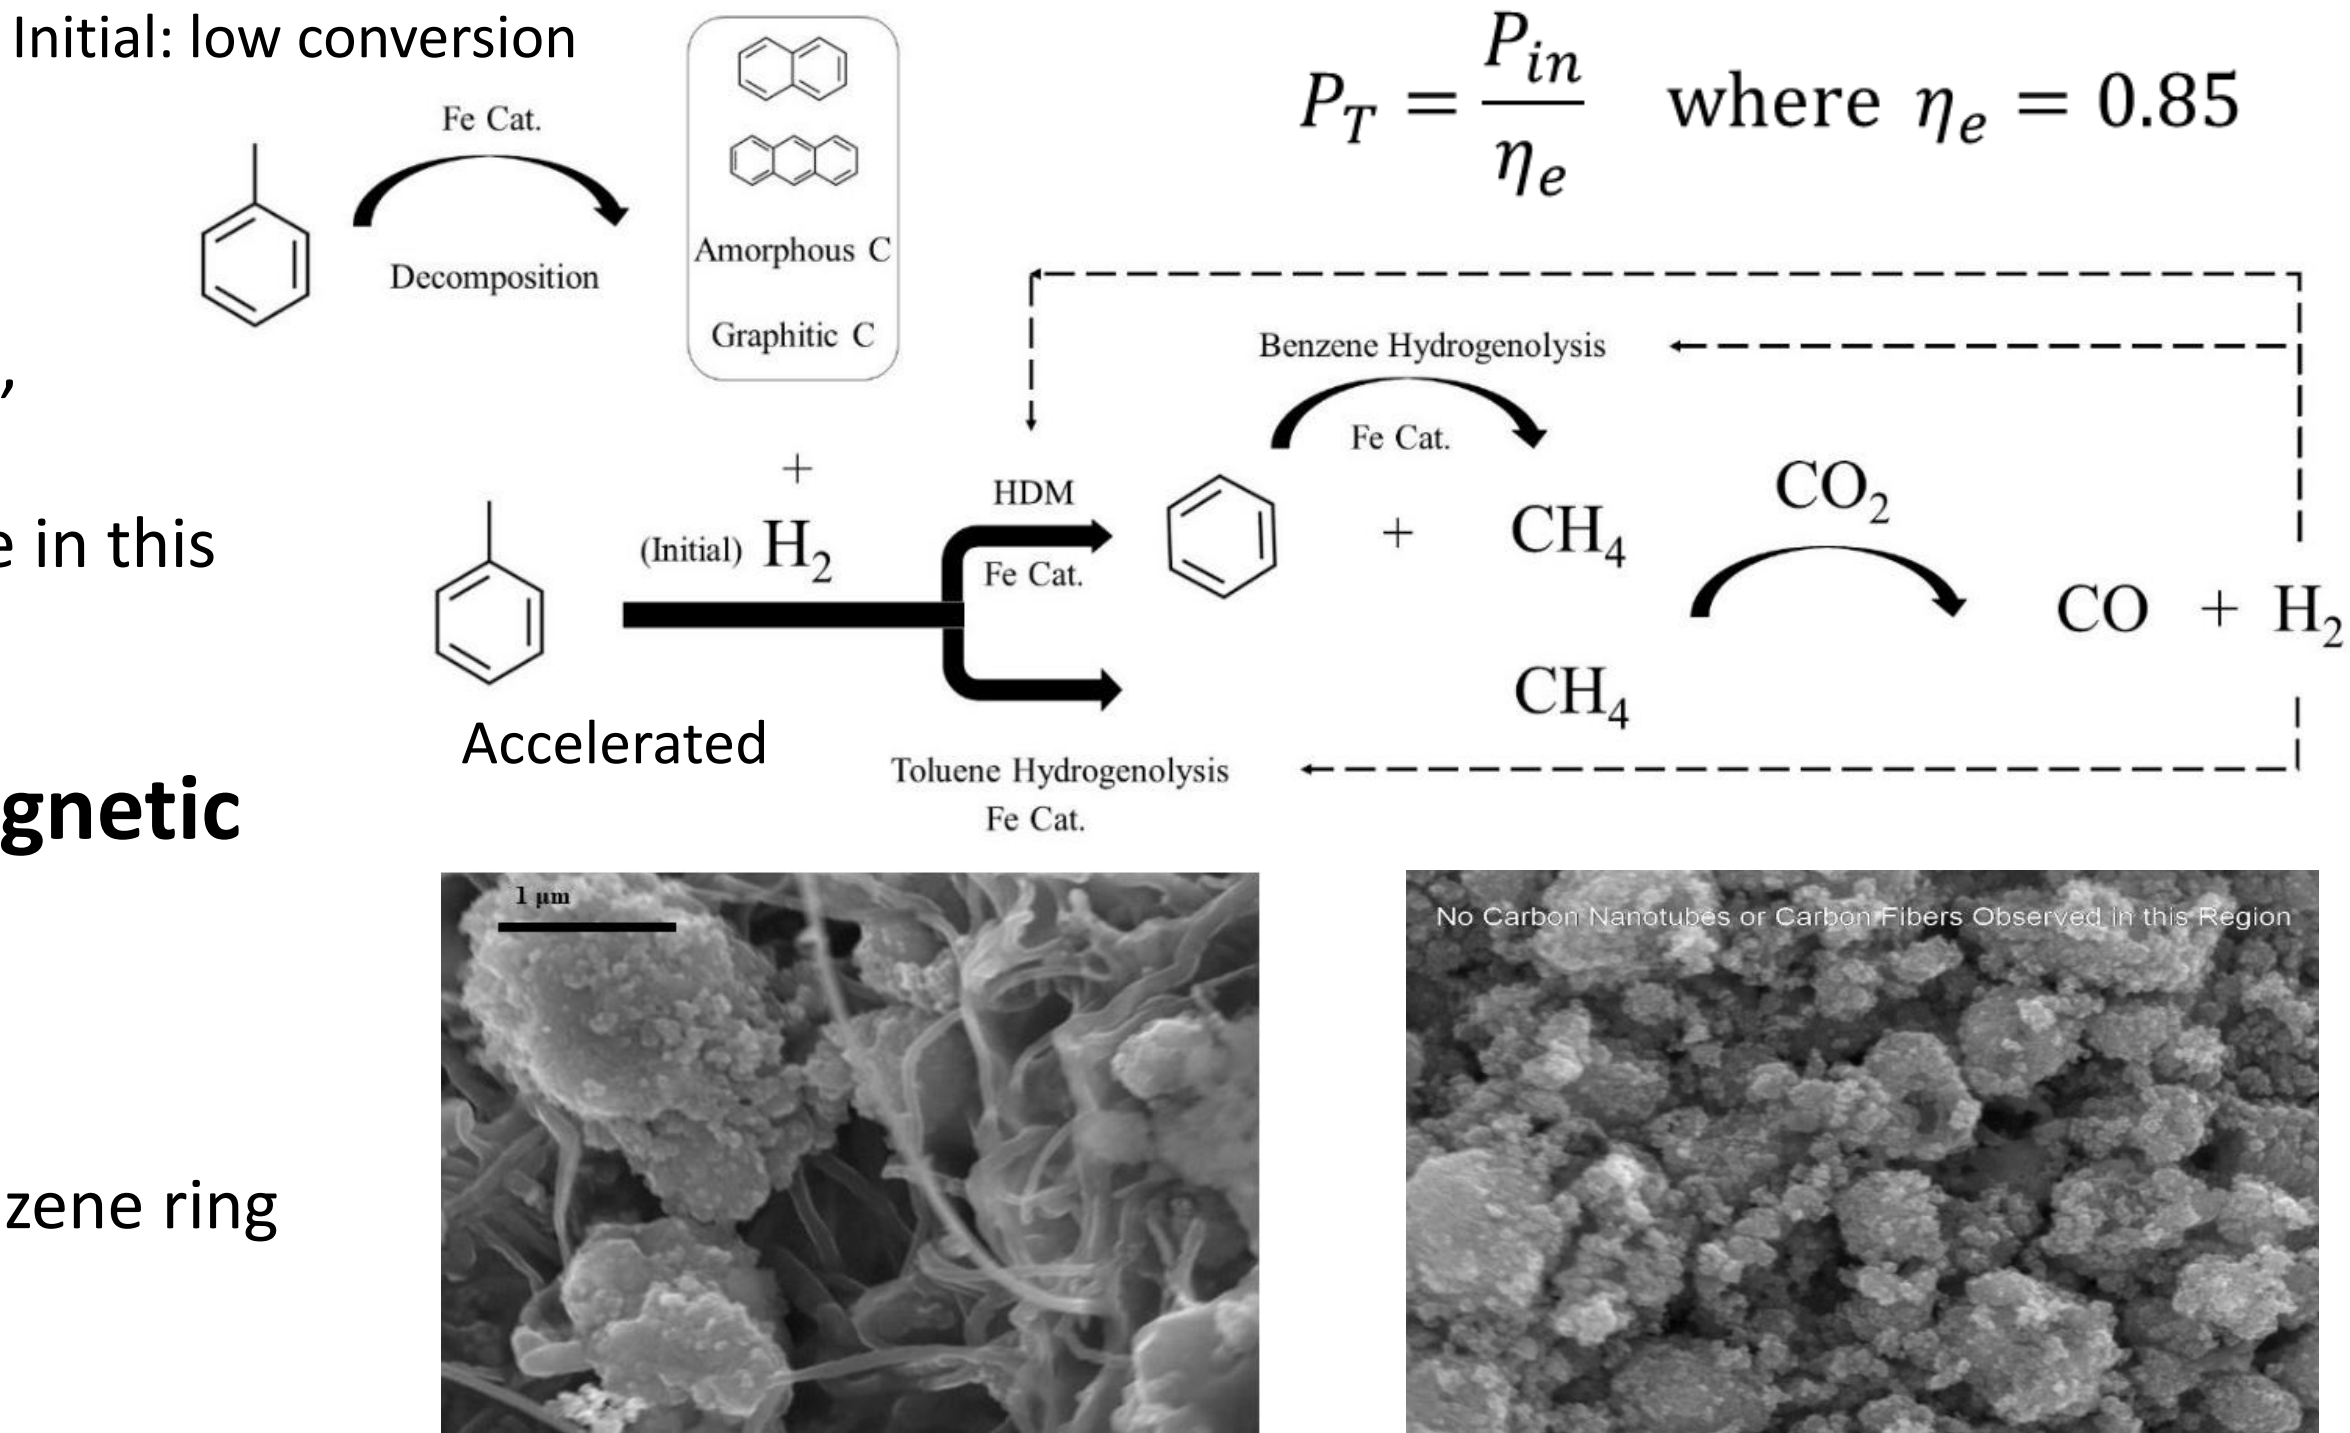 Initial: low conversion
Fe Cat.
Decomposition
Amorphous C
Graphitic C
+
P_T = P_in / η_e where η_e = 0.85
,
e in this
gnetic
zene ring
(Initial) H₂
Accelerated
HDM
Fe Cat.
Toluene Hydrogenolysis
Fe Cat.
Benzene Hydrogenolysis
Fe Cat.
+ CH₄
CH₄
CO₂
CO + H₂
1 μm
No Carbon Nanotubes or Carbon Fibers Observed in this Region